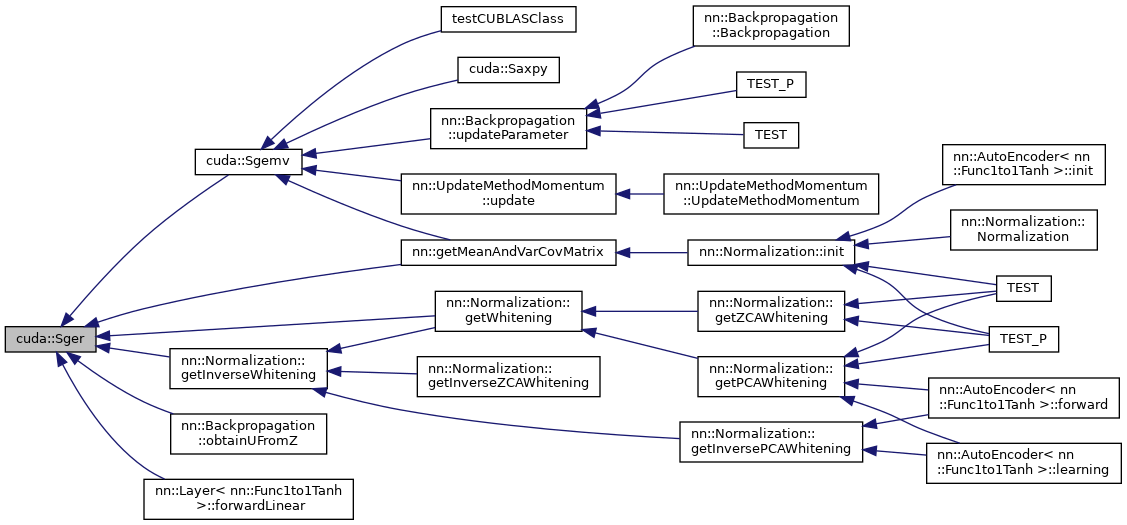 testCUBLASClass
nn::Backpropagation
::Backpropagation
cuda::Saxpy
TEST_P
nn::Backpropagation
::updateParameter
TEST
cuda::Sgemv
nn::AutoEncoder< nn
::Func1to1Tanh >::init
nn::UpdateMethodMomentum
::update
nn::UpdateMethodMomentum
::UpdateMethodMomentum
nn::Normalization::
Normalization
nn::getMeanAndVarCovMatrix
nn::Normalization::init
TEST
nn::Normalization::
getWhitening
nn::Normalization::
getZCAWhitening
cuda::Sger
TEST_P
nn::Normalization::
getInverseWhitening
nn::Normalization::
getInverseZCAWhitening
nn::Normalization::
getPCAWhitening
nn::AutoEncoder< nn
::Func1to1Tanh >::forward
nn::Backpropagation
::obtainUFromZ
nn::Normalization::
getInversePCAWhitening
nn::AutoEncoder< nn
::Func1to1Tanh >::learning
nn::Layer< nn::Func1to1Tanh
>::forwardLinear